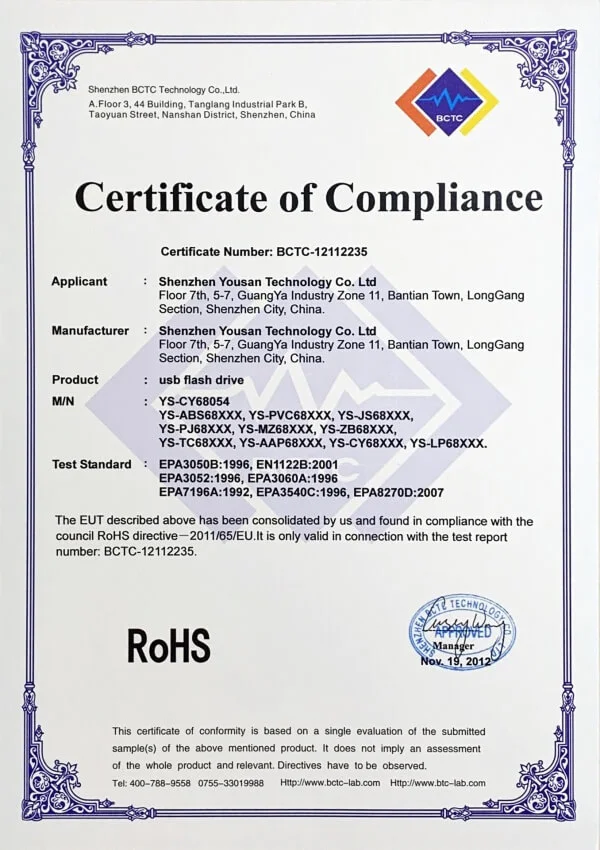 Shenzhen BCTC Technology Co.,Ltd.
A.Floor 3, 44 Building, Tanglang Industrial Park B,
Taoyuan Street, Nanshan District, Shenzhen, China
BCTC
Certificate of Compliance
Certificate Number: BCTC-12112235
Applicant : Shenzhen Yousan Technology Co. Ltd
Floor 7th, 5-7, GuangYa Industry Zone 11, Bantian Town, LongGang
Section, Shenzhen City, China.
Manufacturer : Shenzhen Yousan Technology Co. Ltd
Floor 7th, 5-7, GuangYa Industry Zone 11, Bantian Town, LongGang
Section, Shenzhen City, China.
Product : usb flash drive
M/N : YS-CY68054
YS-ABS68XXX, YS-PVC68XXX, YS-JS68XXX,
YS-PJ68XXX, YS-MZ68XXX, YS-ZB68XXX,
YS-TC68XXX, YS-AAP68XXX, YS-CY68XXX, YS-LP68XXX.
Test Standard : EPA3050B:1996, EN1122B:2001
EPA3052:1996, EPA3060A:1996
EPA7196A:1992, EPA3540C:1996, EPA8270D:2007
BCTC
The EUT described above has been consolidated by us and found in compliance with the
council RoHS directive－2011/65/EU.It is only valid in connection with the test report
number: BCTC-12112235.
RoHS
SHENZHEN BCTC TECHNOLOGY CO., LTD.
APPROVED
Manager
Nov. 19, 2012
This certificate of conformity is based on a single evaluation of the submitted
sample(s) of the above mentioned product. It does not imply an assessment
of the whole product and relevant. Directives have to be observed.
Tel: 400-788-9558 0755-33019988 Http://www.bctc-lab.com Http://www.btc-lab.com